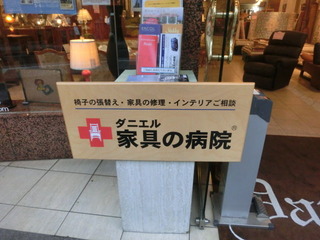 椅子の張替え・家具の修理・インテリアご相談
ダニエル
具 家具の病院®